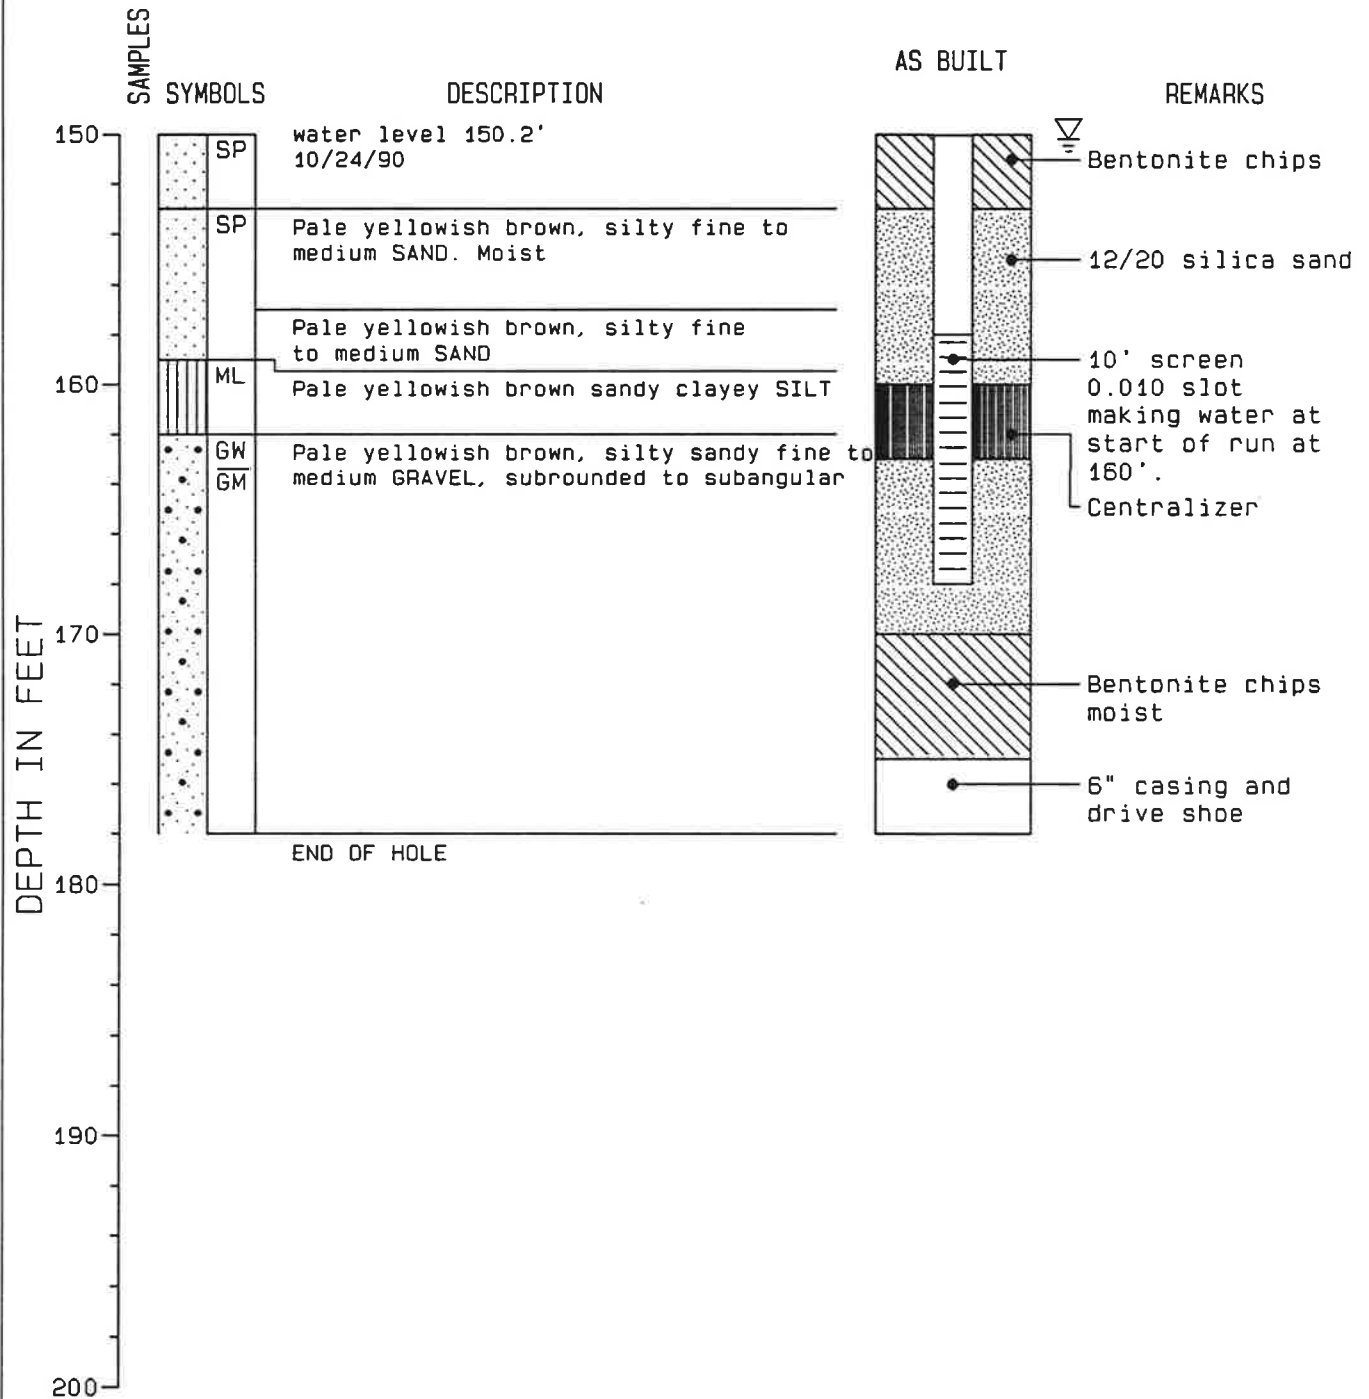 SAMPLES
SYMBOLS
DESCRIPTION
AS BUILT
REMARKS
DEPTH IN FEET
150
160
170
180
190
200
SP
water level 150.2'
10/24/90
SP
Pale yellowish brown, silty fine to
medium SAND. Moist
Pale yellowish brown, silty fine
to medium SAND
ML
Pale yellowish brown sandy clayey SILT
GW
GM
Pale yellowish brown, silty sandy fine to
medium GRAVEL, subrounded to subangular
END OF HOLE
Bentonite chips
12/20 silica sand
10' screen
0.010 slot
making water at
start of run at
160'.
Centralizer
Bentonite chips
moist
6" casing and
drive shoe